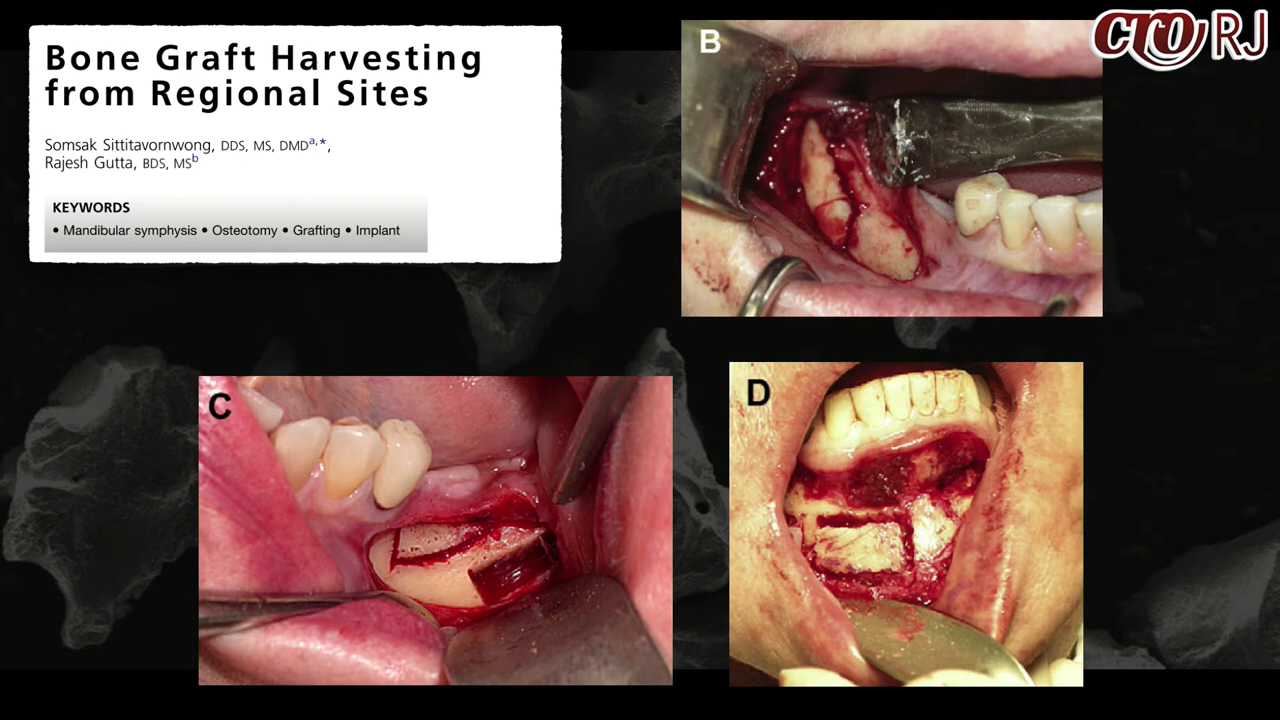 Bone Graft Harvesting
from Regional Sites
Somsak Sittitavornwong, DDS, MS, DMDa,*,
Rajesh Gutta, BDS, MSb
KEYWORDS
• Mandibular symphysis • Osteotomy • Grafting • Implant
B
CTO RJ
C
D